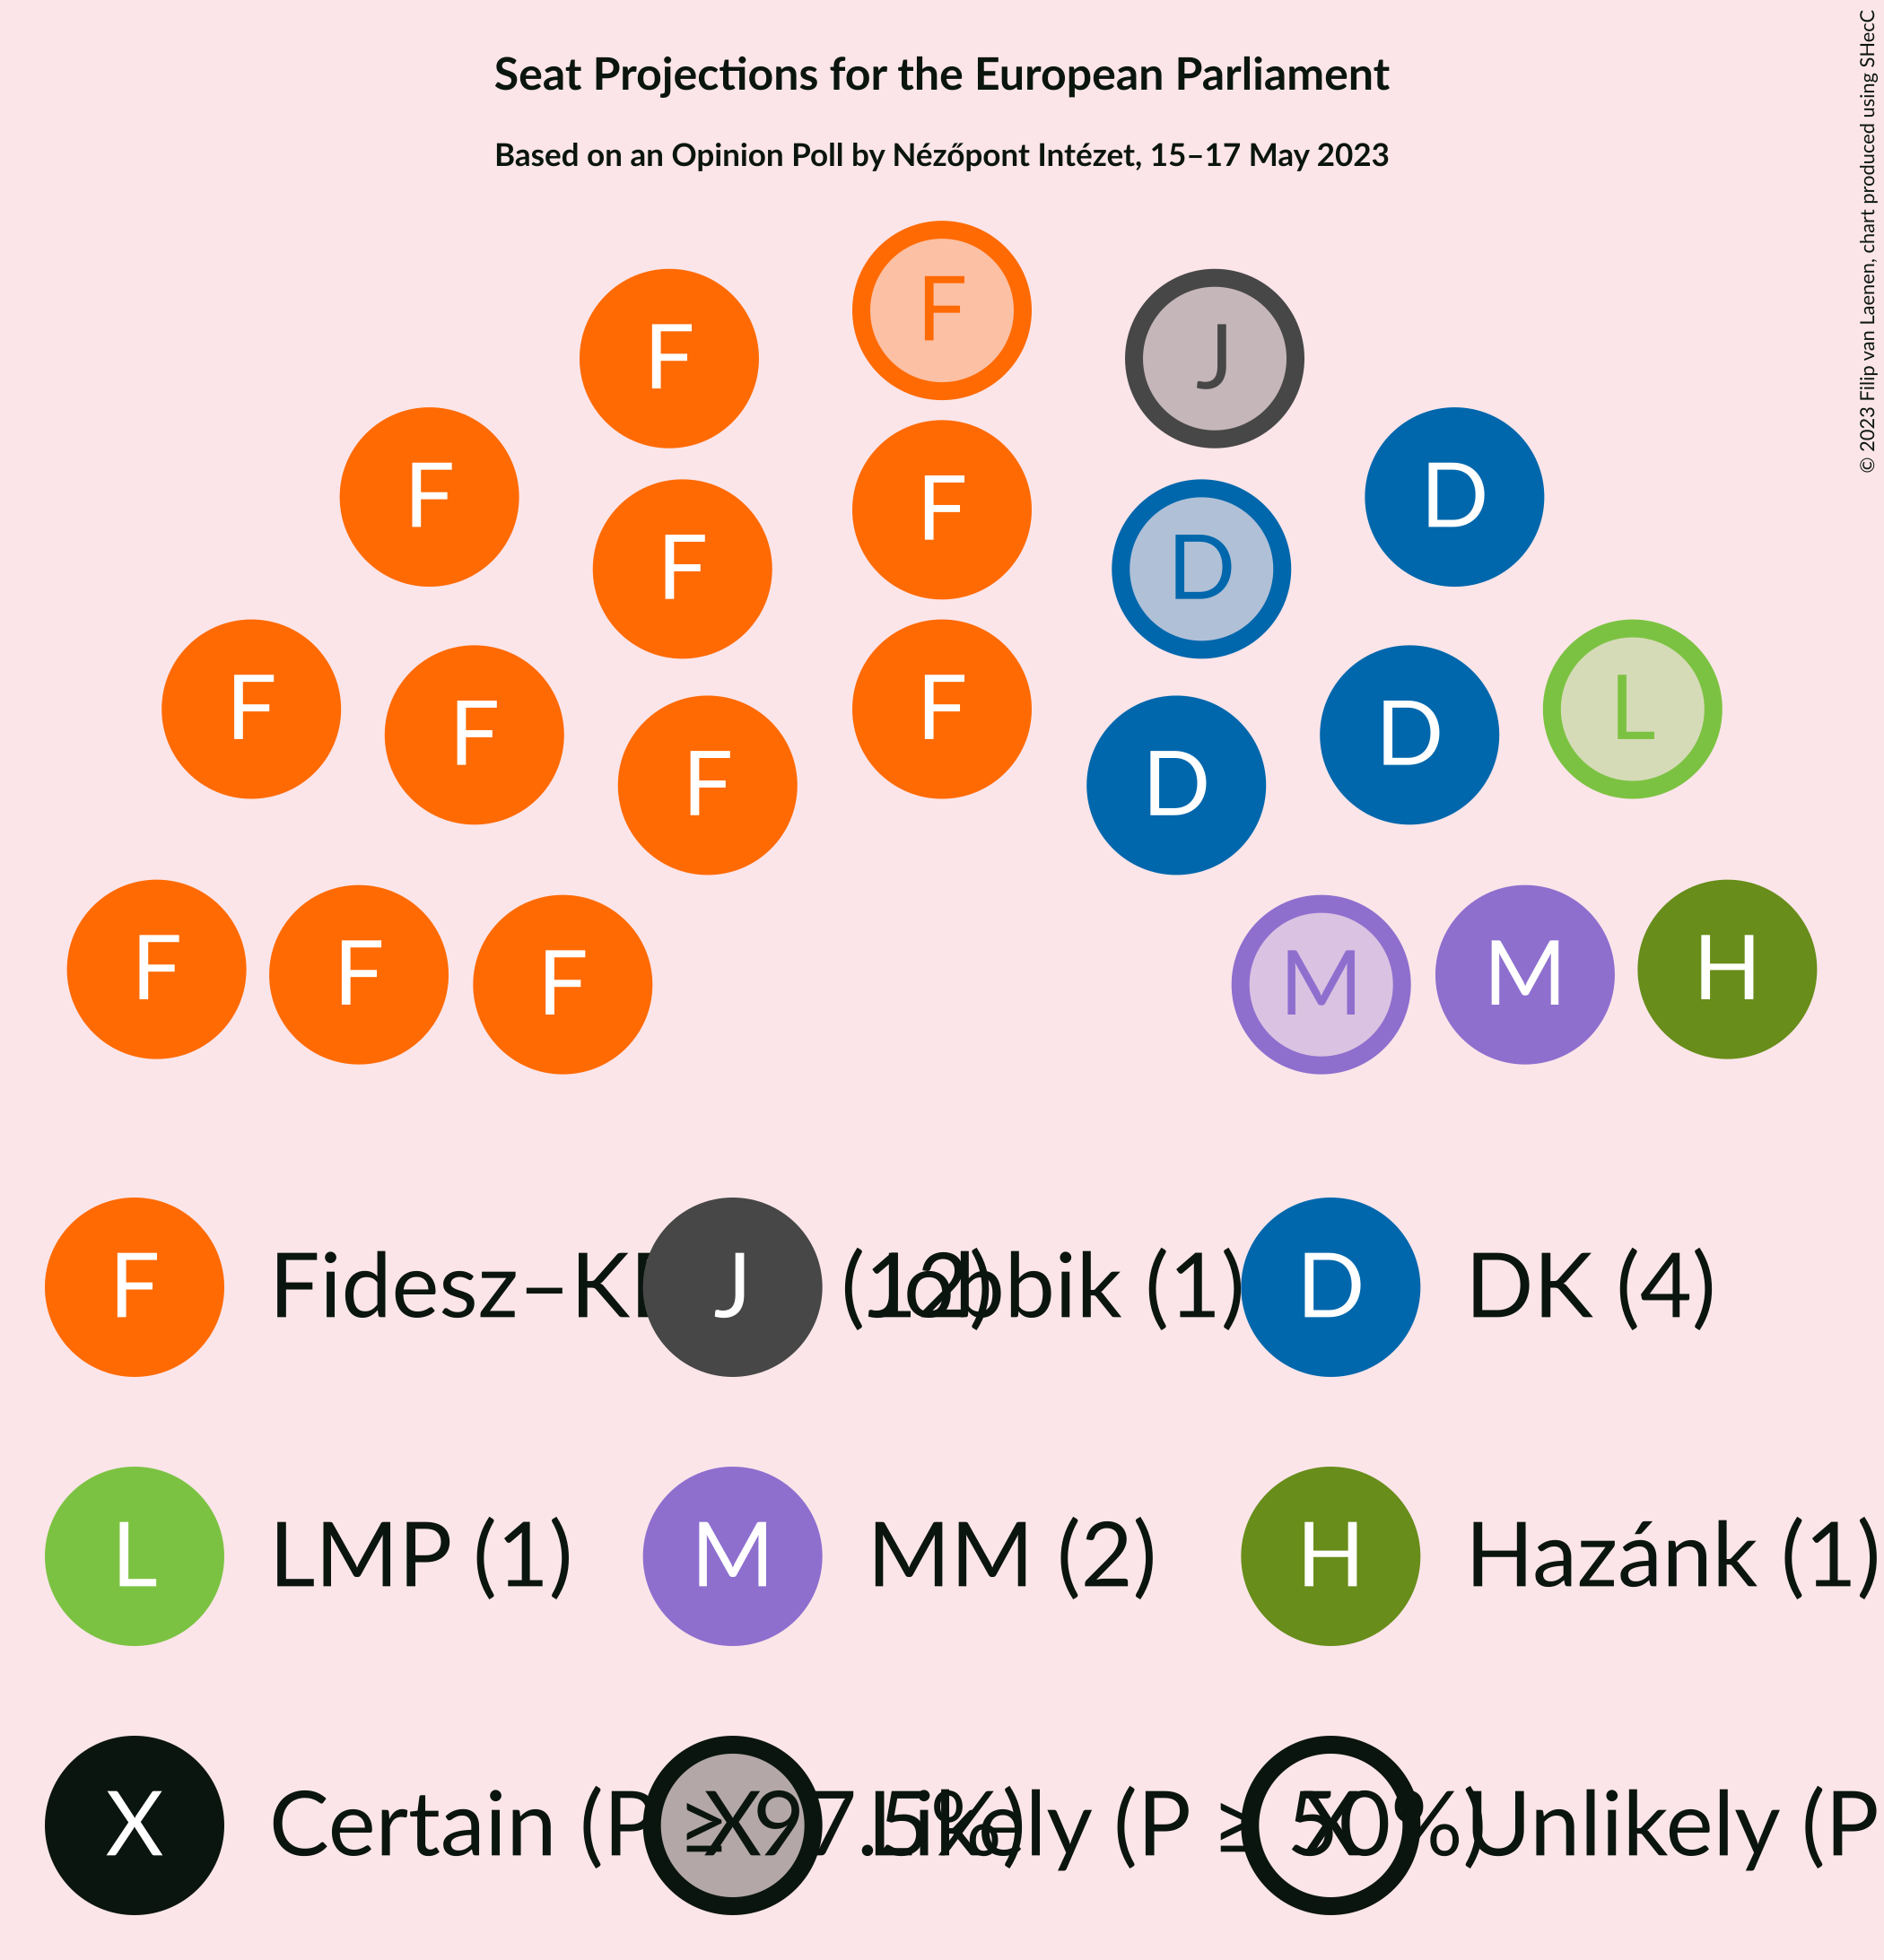 Seat Projections for the European Parliament
Based on an Opinion Poll by Nézőpont Intézet, 15–17 May 2023
© 2023 Filip van Laenen, chart produced using SHecC
F
F
J
F
F
D
F
D
F
F
F
D
D
L
F
F
F
F
F
M
M
H
F Fidesz–K (12) J Jobbik (1) D DK (4)
L LMP (1) M MM (2) H Hazánk (1)
X Certain (P ≥ 97.5%) X Likely (P ≥ 50%) X Unlikely (P